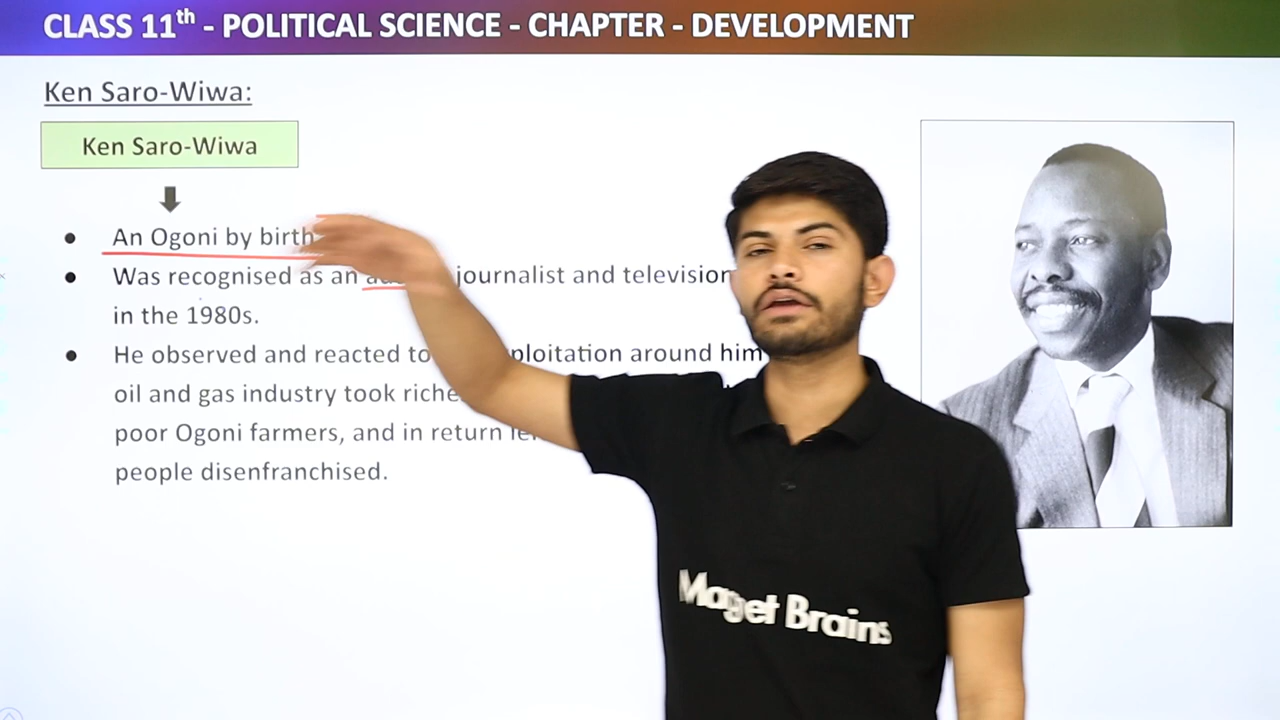 CLASS 11th - POLITICAL SCIENCE - CHAPTER - DEVELOPMENT
Ken Saro-Wiwa:
Ken Saro-Wiwa
● An Ogoni by birth
● Was recognised as an journalist and television
in the 1980s.
● He observed and reacted to around him
oil and gas industry took
poor Ogoni farmers, and in return
people disenfranchised.
Magnet Brains